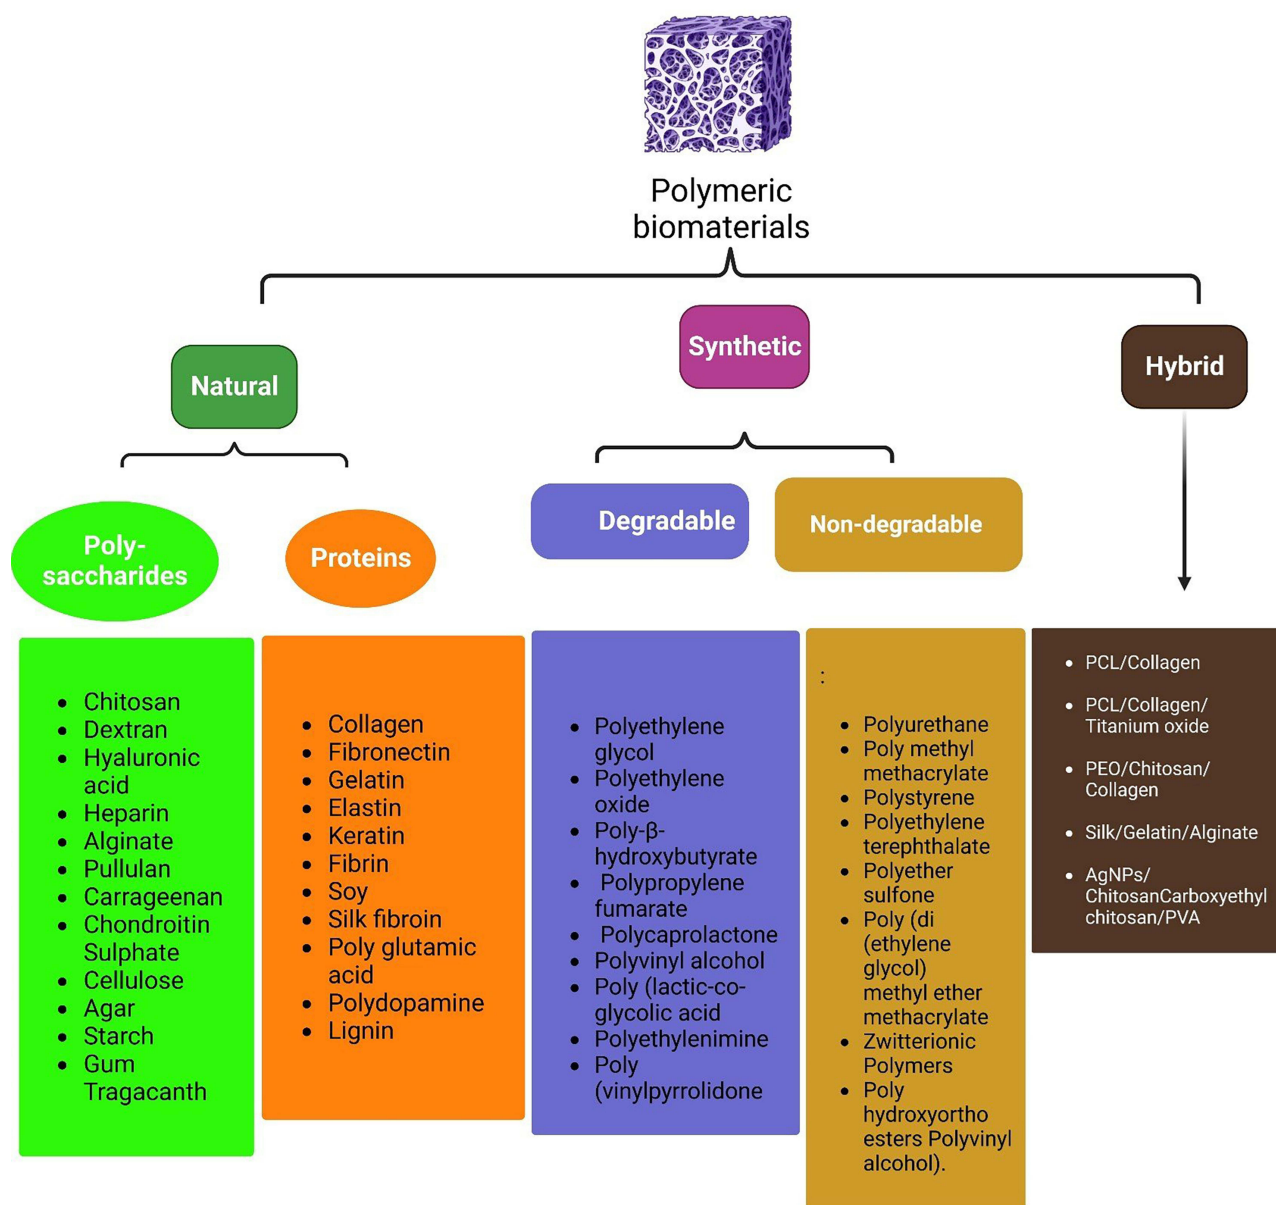 Polymeric
biomaterials
Natural
Synthetic
Hybrid
Poly-
saccharides
Proteins
Degradable
Non-degradable
• Chitosan
• Dextran
• Hyaluronic
acid
• Heparin
• Alginate
• Pullulan
• Carrageenan
• Chondroitin
Sulphate
• Cellulose
• Agar
• Starch
• Gum
Tragacanth
• Collagen
• Fibronectin
• Gelatin
• Elastin
• Keratin
• Fibrin
• Soy
• Silk fibroin
• Poly glutamic
acid
• Polydopamine
• Lignin
• Polyethylene
glycol
• Polyethylene
oxide
• Poly-β-
hydroxybutyrate
• Polypropylene
fumarate
• Polycaprolactone
• Polyvinyl alcohol
• Poly (lactic-co-
glycolic acid
• Polyethylenimine
• Poly
(vinylpyrrolidone
:
• Polyurethane
• Poly methyl
methacrylate
• Polystyrene
• Polyethylene
terephthalate
• Polyether
sulfone
• Poly (di
(ethylene
glycol)
methyl ether
methacrylate
• Zwitterionic
Polymers
• Poly
hydroxyortho
esters Polyvinyl
alcohol).
• PCL/Collagen
• PCL/Collagen/
Titanium oxide
• PEO/Chitosan/
Collagen
• Silk/Gelatin/Alginate
• AgNPs/
ChitosanCarboxyethyl
chitosan/PVA